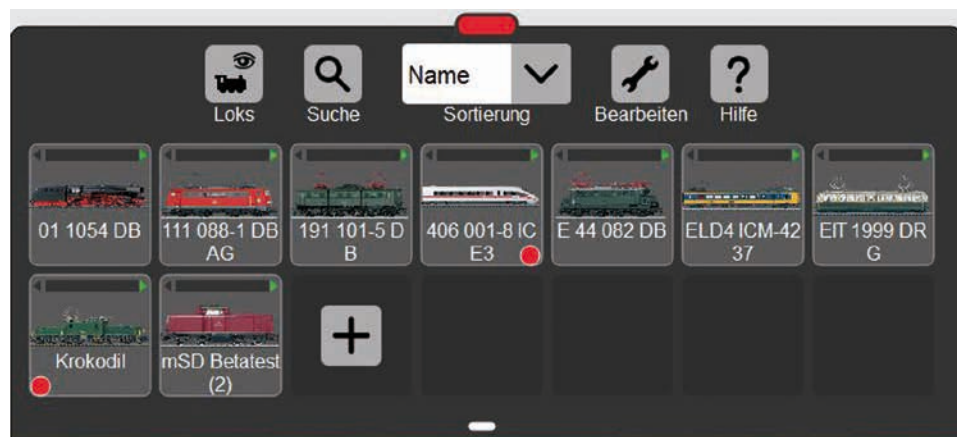 Name
Loks
Suche
Sortierung
Bearbeiten
Hilfe
01 1054 DB
111 088-1 DB
AG
191 101-5 D
B
406 001-8 IC
E3
E 44 082 DB
ELD4 ICM-42
37
EIT 1999 DR
G
Krokodil
mSD Betatest
(2)